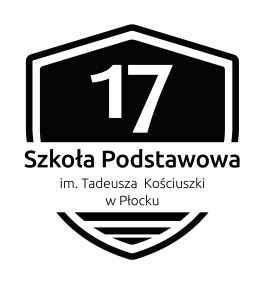 17
Szkoła Podstawowa
im. Tadeusza Kościuszki
w Płocku